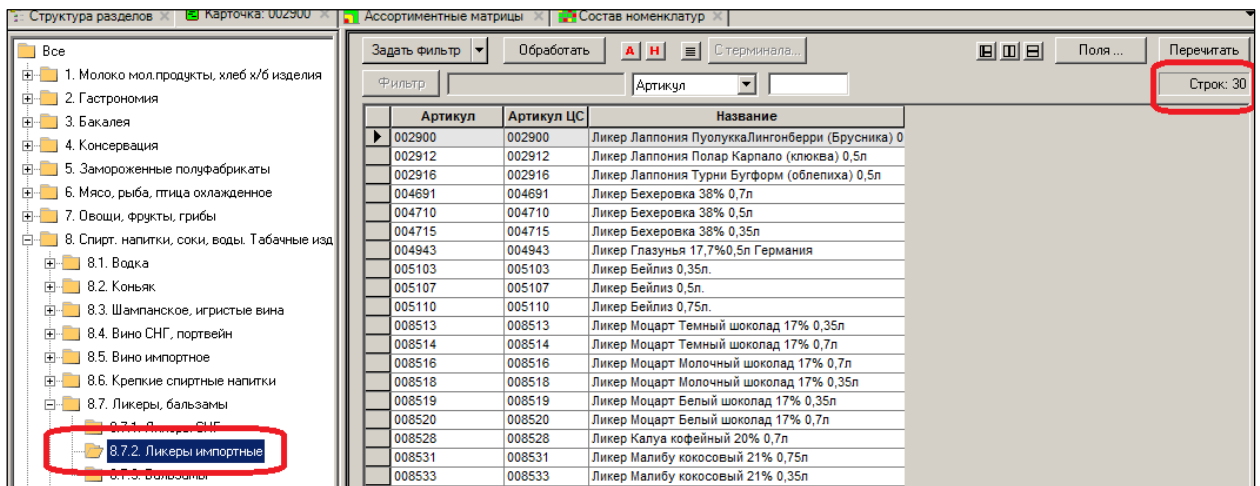 Структура разделов
Карточка: 002900
Ассортиментные матрицы
Состав номенклатур
Все
1. Молоко мол.продукты, хлеб х/б изделия
2. Гастрономия
3. Бакалея
4. Консервация
5. Замороженные полуфабрикаты
6. Мясо, рыба, птица охлажденное
7. Овощи, фрукты, грибы
8. Спирт. напитки, соки, воды. Табачные изд
8.1. Водка
8.2. Коньяк
8.3. Шампанское, игристые вина
8.4. Вино СНГ, портвейн
8.5. Вино импортное
8.6. Крепкие спиртные напитки
8.7. Ликеры, бальзамы
8.7.1. Ликеры СНГ
8.7.2. Ликеры импортные
8.7.3. Бальзамы
Задать фильтр
Обработать
А Н
С терминала...
Поля ...
Перечитать
Фильтр
Артикул
Строк: 30
Артикул Артикул ЦС Название
002900 002900 Ликер Лаппония ПуолуккаЛингонберри (Брусника) 0
002912 002912 Ликер Лаппония Полар Карпало (клюква) 0,5л
002916 002916 Ликер Лаппония Турни Бугформ (облепиха) 0,5л
004691 004691 Ликер Бехеровка 38% 0,7л
004710 004710 Ликер Бехеровка 38% 0,5л
004715 004715 Ликер Бехеровка 38% 0,35л
004943 004943 Ликер Глазунья 17,7%0,5л Германия
005103 005103 Ликер Бейлиз 0,35л.
005107 005107 Ликер Бейлиз 0,5л.
005110 005110 Ликер Бейлиз 0,75л.
008513 008513 Ликер Моцарт Темный шоколад 17% 0,35л
008514 008514 Ликер Моцарт Темный шоколад 17% 0,7л
008516 008516 Ликер Моцарт Молочный шоколад 17% 0,7л
008518 008518 Ликер Моцарт Молочный шоколад 17% 0,35л
008519 008519 Ликер Моцарт Белый шоколад 17% 0,35л
008520 008520 Ликер Моцарт Белый шоколад 17% 0,7л
008528 008528 Ликер Калуа кофейный 20% 0,7л
008531 008531 Ликер Малибу кокосовый 21% 0,75л
008533 008533 Ликер Малибу кокосовый 21% 0,35л